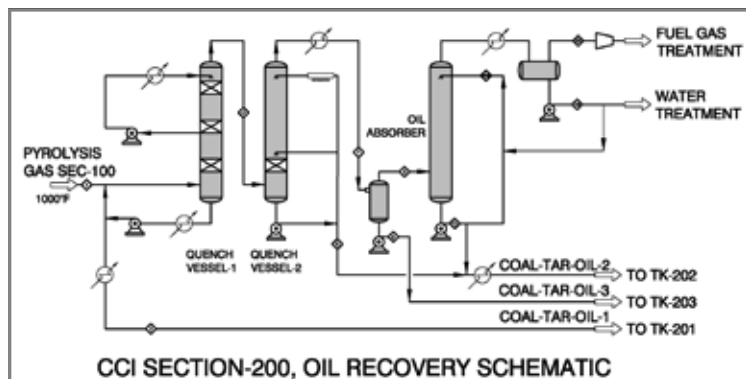 FUEL GAS
TREATMENT
WATER
TREATMENT
OIL
ABSORBER
PYROLYSIS
GAS SEC-100
1000°F
QUENCH
VESSEL-1
QUENCH
VESSEL-2
COAL-TAR-OIL-2
TO TK-202
COAL-TAR-OIL-3
TO TK-203
COAL-TAR-OIL-1
TO TK-201
CCI SECTION-200, OIL RECOVERY SCHEMATIC